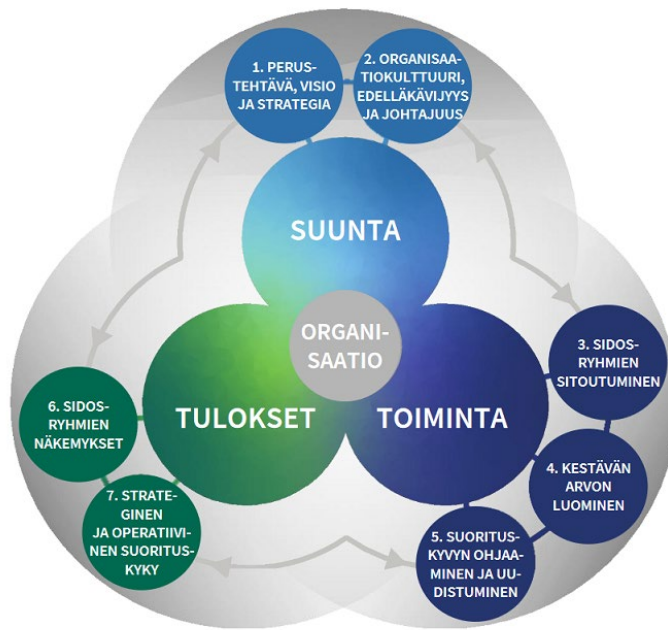 1. PERUS-
TEHTÄVÄ, VISIO
JA STRATEGIA
2. ORGANISAA-
TIOKULTTUURI,
EDELLÄKÄVIJYYS
JA JOHTAJUUS
SUUNTA
ORGANI-
SAATIO
TULOKSET
TOIMINTA
3. SIDOS-
RYHMIEN
SITOUTUMINEN
4. KESTÄVÄN
ARVON
LUOMINEN
5. SUORITUS-
KYVYN OHJAA-
MINEN JA UU-
DISTUMINEN
6. SIDOS-
RYHMIEN
NÄKEMYKSET
7. STRATE-
GINEN
JA OPERATIIVI-
NEN SUORITUS-
KYKY